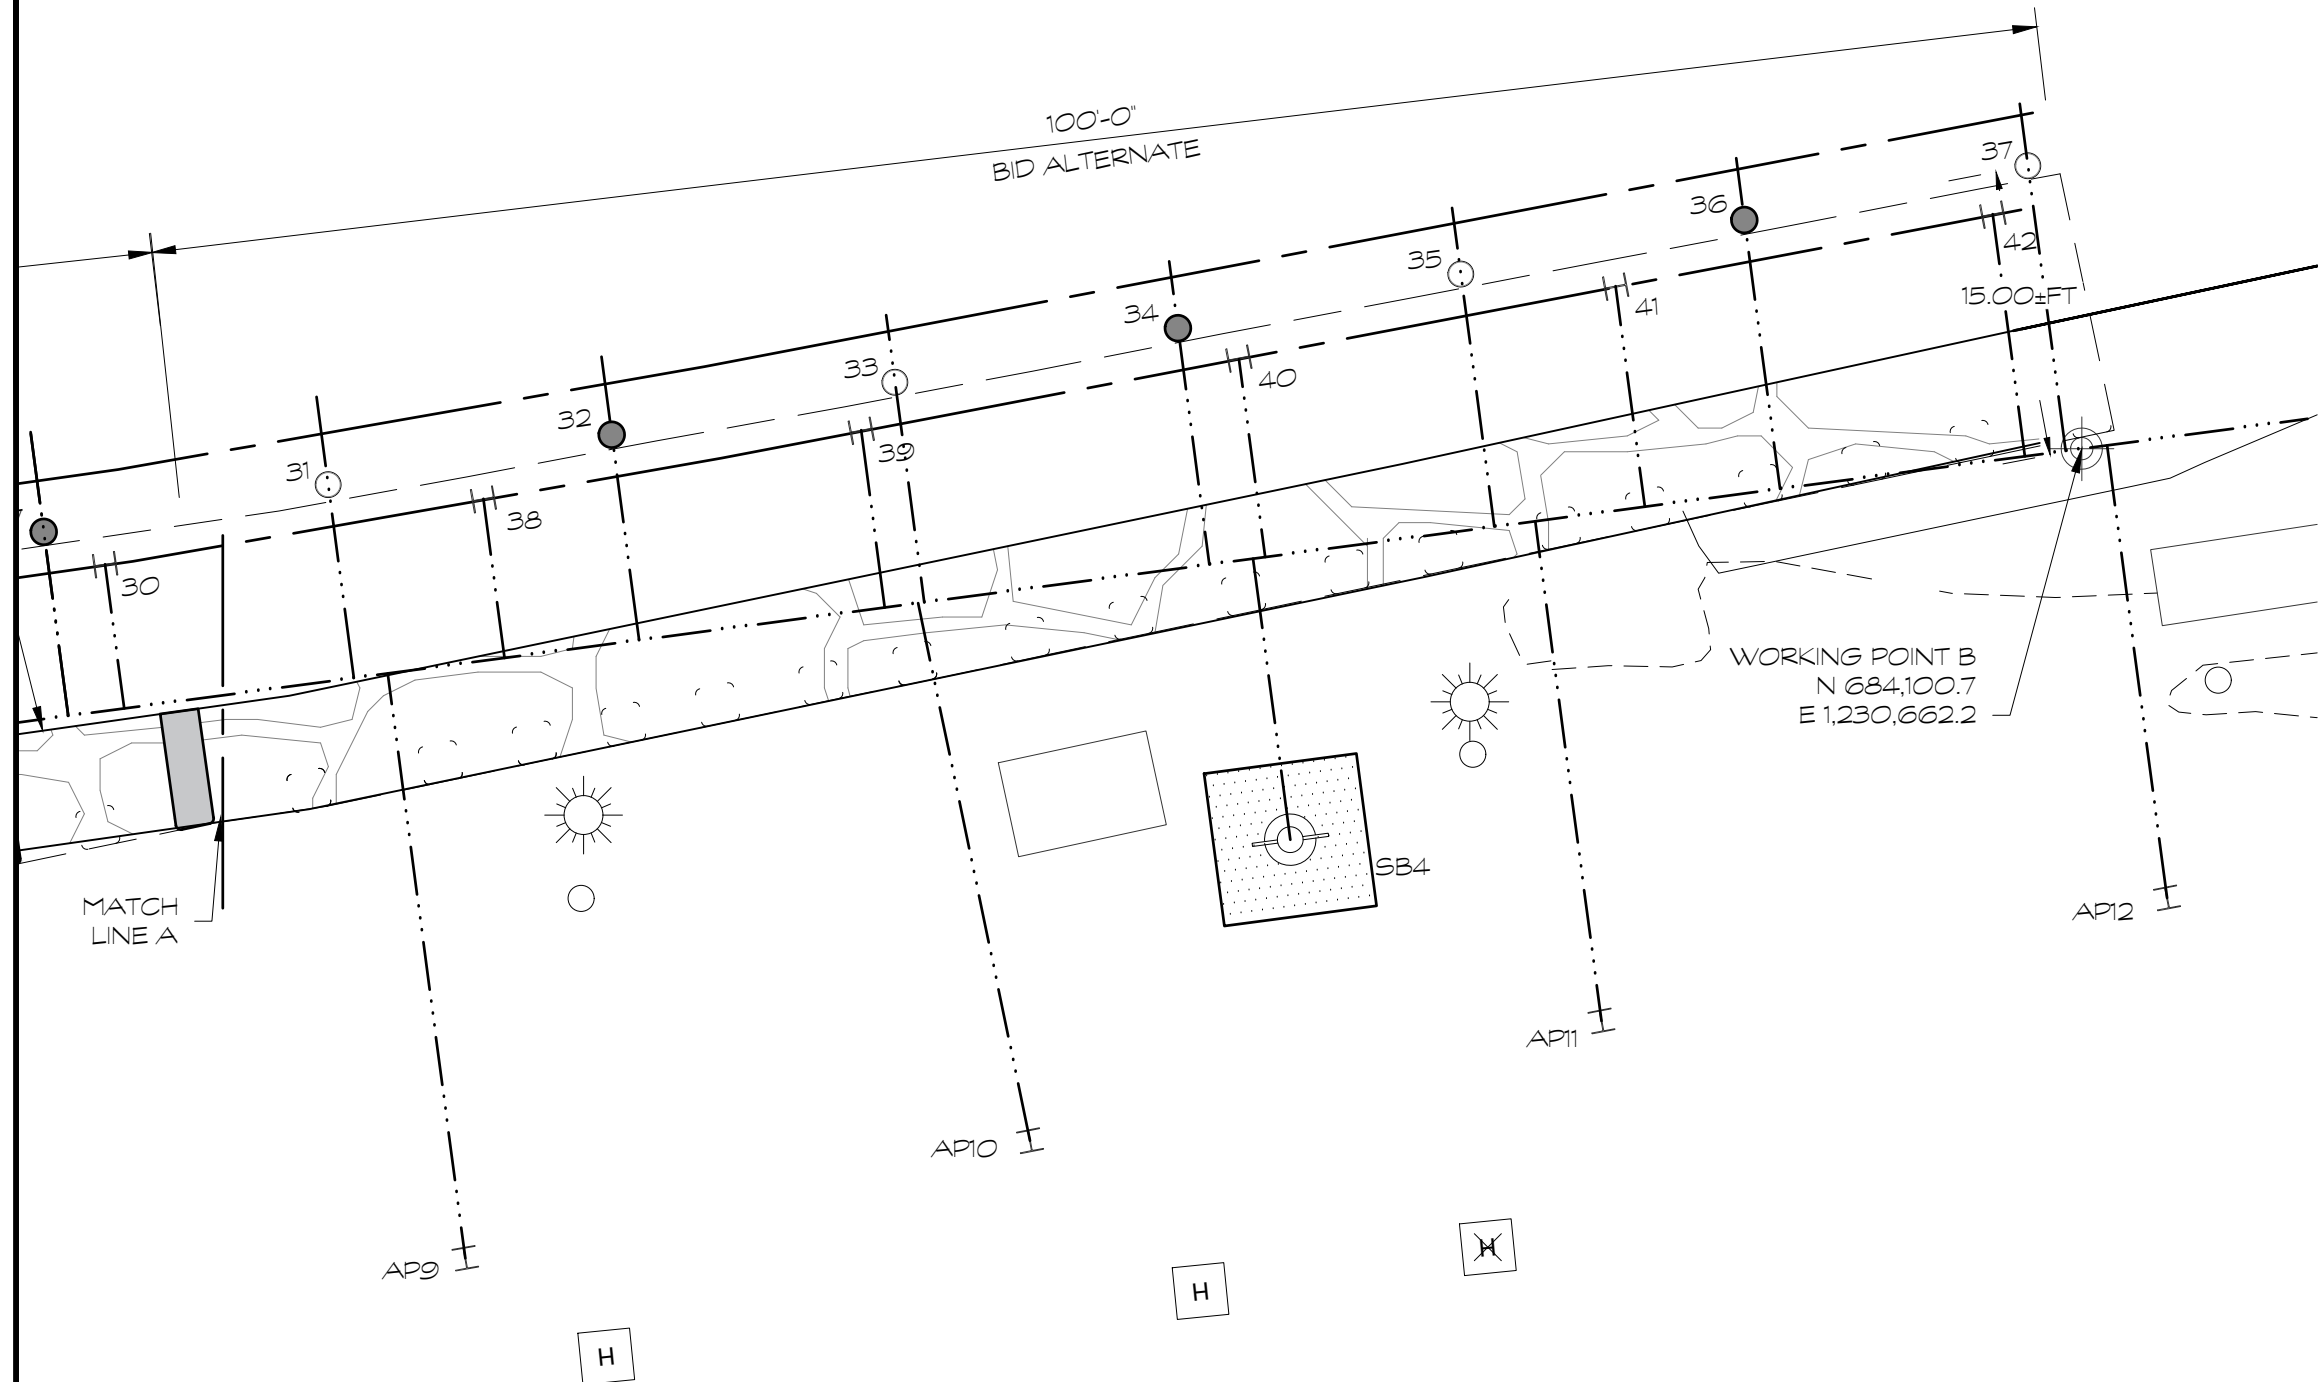 100'-0"
BID ALTERNATE
37
36
42
35
15.00±FT
41
34
33
40
32
39
31
38
30
WORKING POINT B
N 684,100.7
E 1,230,662.2
SB4
MATCH
LINE A
AP12
AP11
AP10
AP9
H
H
H